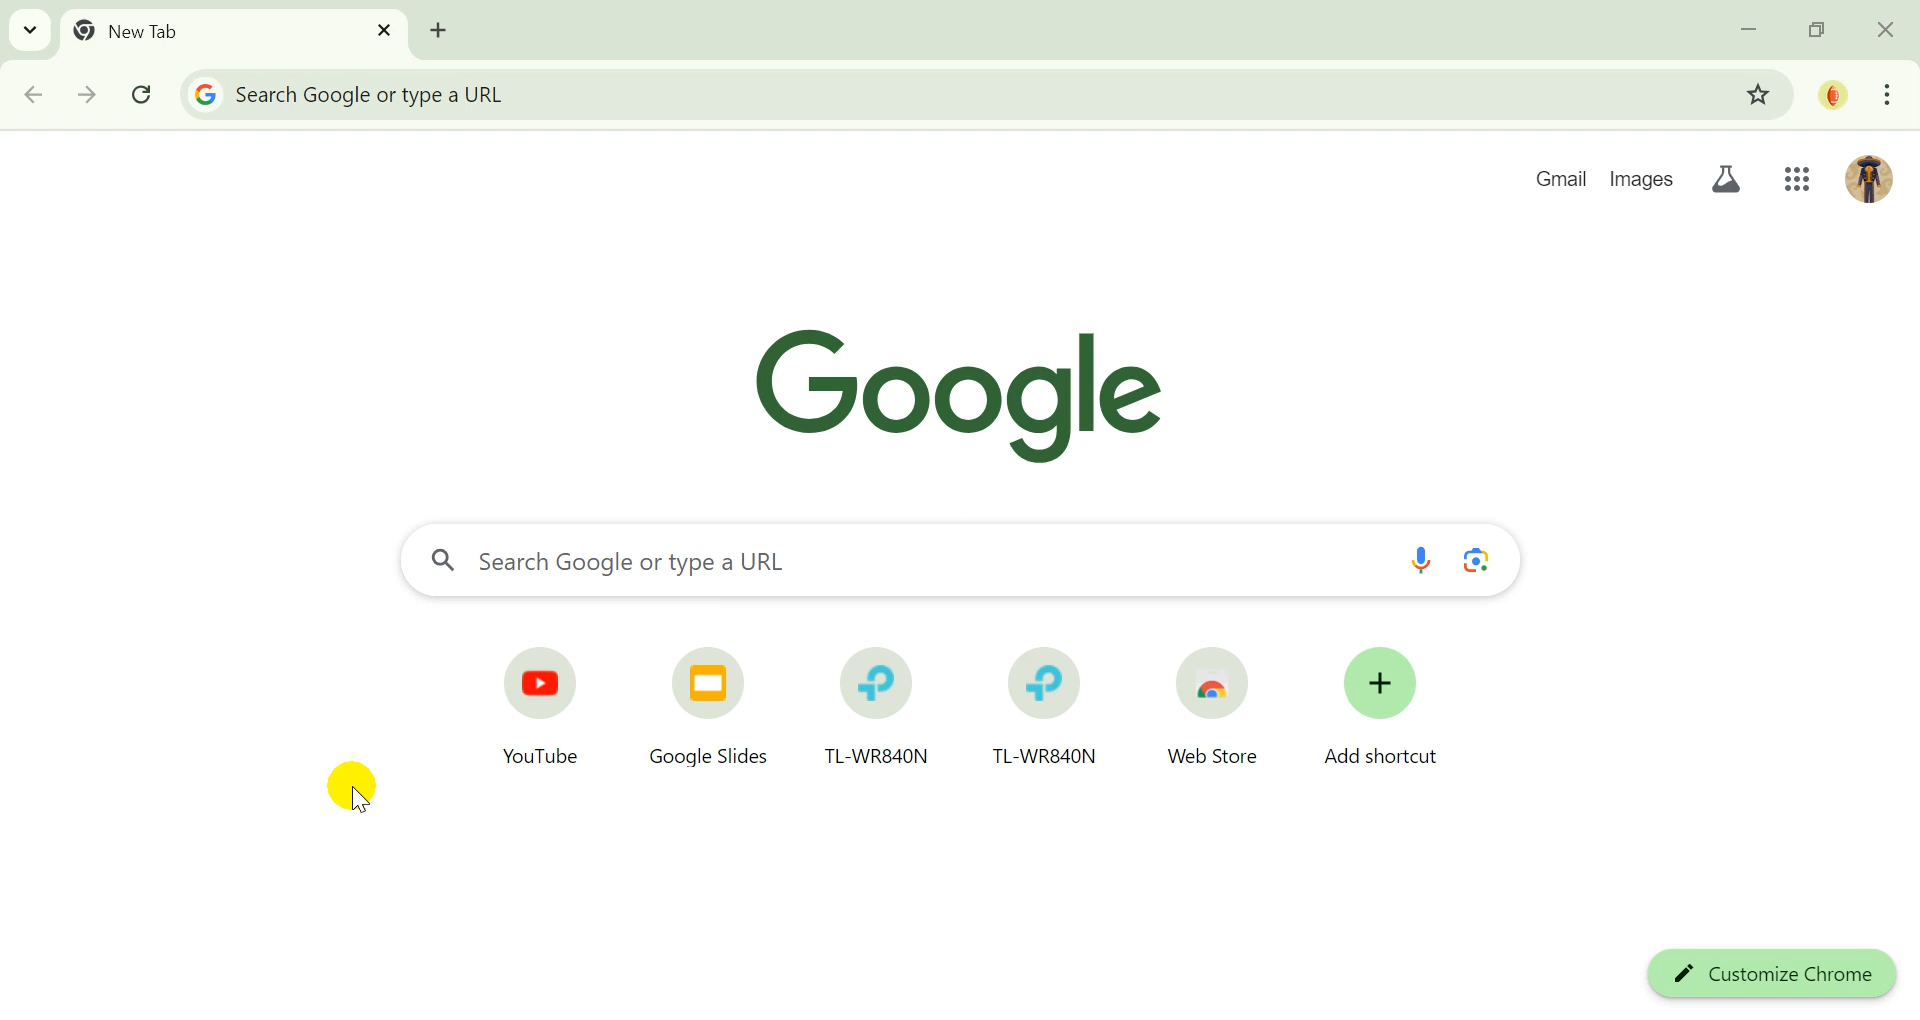 New Tab
Search Google or type a URL
Gmail Images
Google
Search Google or type a URL
YouTube Google Slides TL-WR840N TL-WR840N Web Store Add shortcut
Customize Chrome